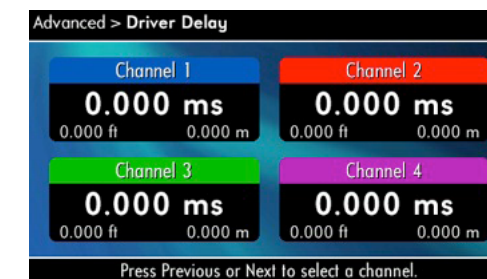 Advanced > Driver Delay
Channel 1
0.000 ms
0.000 ft 0.000 m
Channel 2
0.000 ms
0.000 ft 0.000 m
Channel 3
0.000 ms
0.000 ft 0.000 m
Channel 4
0.000 ms
0.000 ft 0.000 m
Press Previous or Next to select a channel.